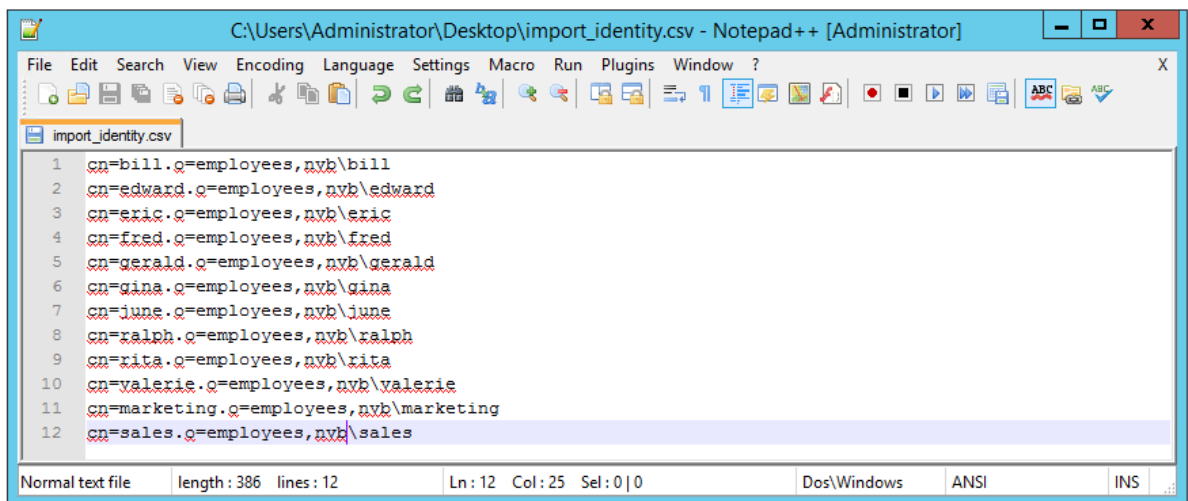 C:\Users\Administrator\Desktop\import_identity.csv - Notepad++ [Administrator]
File Edit Search View Encoding Language Settings Macro Run Plugins Window ? X
import_identity.csv
1 cn=bill.o=employees,nvb\bill
2 cn=edward.o=employees,nvb\edward
3 cn=eric.o=employees,nvb\eric
4 cn=fred.o=employees,nvb\fred
5 cn=gerald.o=employees,nvb\gerald
6 cn=gina.o=employees,nvb\gina
7 cn=june.o=employees,nvb\june
8 cn=ralph.o=employees,nvb\ralph
9 cn=rita.o=employees,nvb\rita
10 cn=valerie.o=employees,nvb\valerie
11 cn=marketing.o=employees,nvb\marketing
12 cn=sales.o=employees,nvb\sales
Normal text file length : 386 lines : 12 Ln : 12 Col : 25 Sel : 0 | 0 Dos\Windows ANSI INS